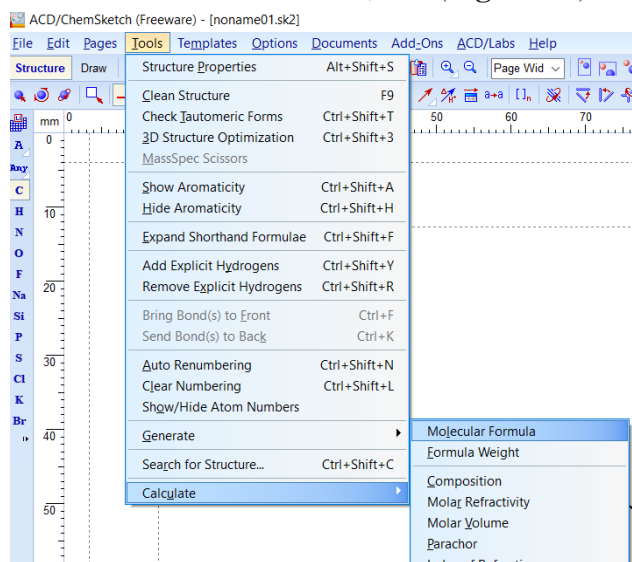 ACD/ChemSketch (Freeware) - [noname01.sk2]
File Edit Pages Tools Templates Options Documents Add-Ons ACD/Labs Help
Structure Draw Structure Properties Alt+Shift+S Page Wid
Clean Structure F9
mm 0 Check Tautomeric Forms Ctrl+Shift+T 50 60 70
0 3D Structure Optimization Ctrl+Shift+3
A MassSpec Scissors
Any
C Show Aromaticity Ctrl+Shift+A
H 10 Hide Aromaticity Ctrl+Shift+H
N Expand Shorthand Formulae Ctrl+Shift+F
O
F Add Explicit Hydrogens Ctrl+Shift+Y
Na 20 Remove Explicit Hydrogens Ctrl+Shift+R
Si Bring Bond(s) to Front Ctrl+F
P Send Bond(s) to Back Ctrl+K
S 30 Auto Renumbering Ctrl+Shift+N
Cl Clear Numbering Ctrl+Shift+L
K Show/Hide Atom Numbers
Br
40 Generate Molecular Formula
Formula Weight
Search for Structure... Ctrl+Shift+C
Composition
Calculate
Molar Refractivity
50 Molar Volume
Parachor